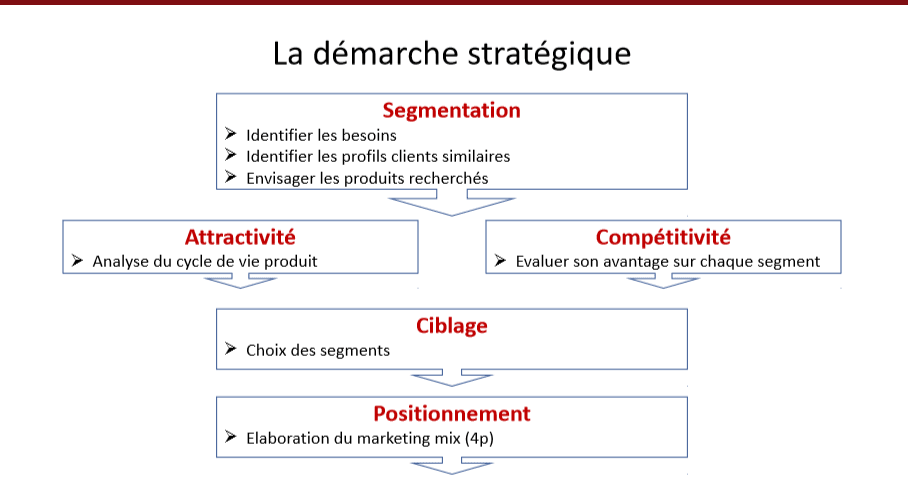 La démarche stratégique
Segmentation
➢ Identifier les besoins
➢ Identifier les profils clients similaires
➢ Envisager les produits recherchés
Attractivité
➢ Analyse du cycle de vie produit
Compétitivité
➢ Evaluer son avantage sur chaque segment
Ciblage
➢ Choix des segments
Positionnement
➢ Elaboration du marketing mix (4p)